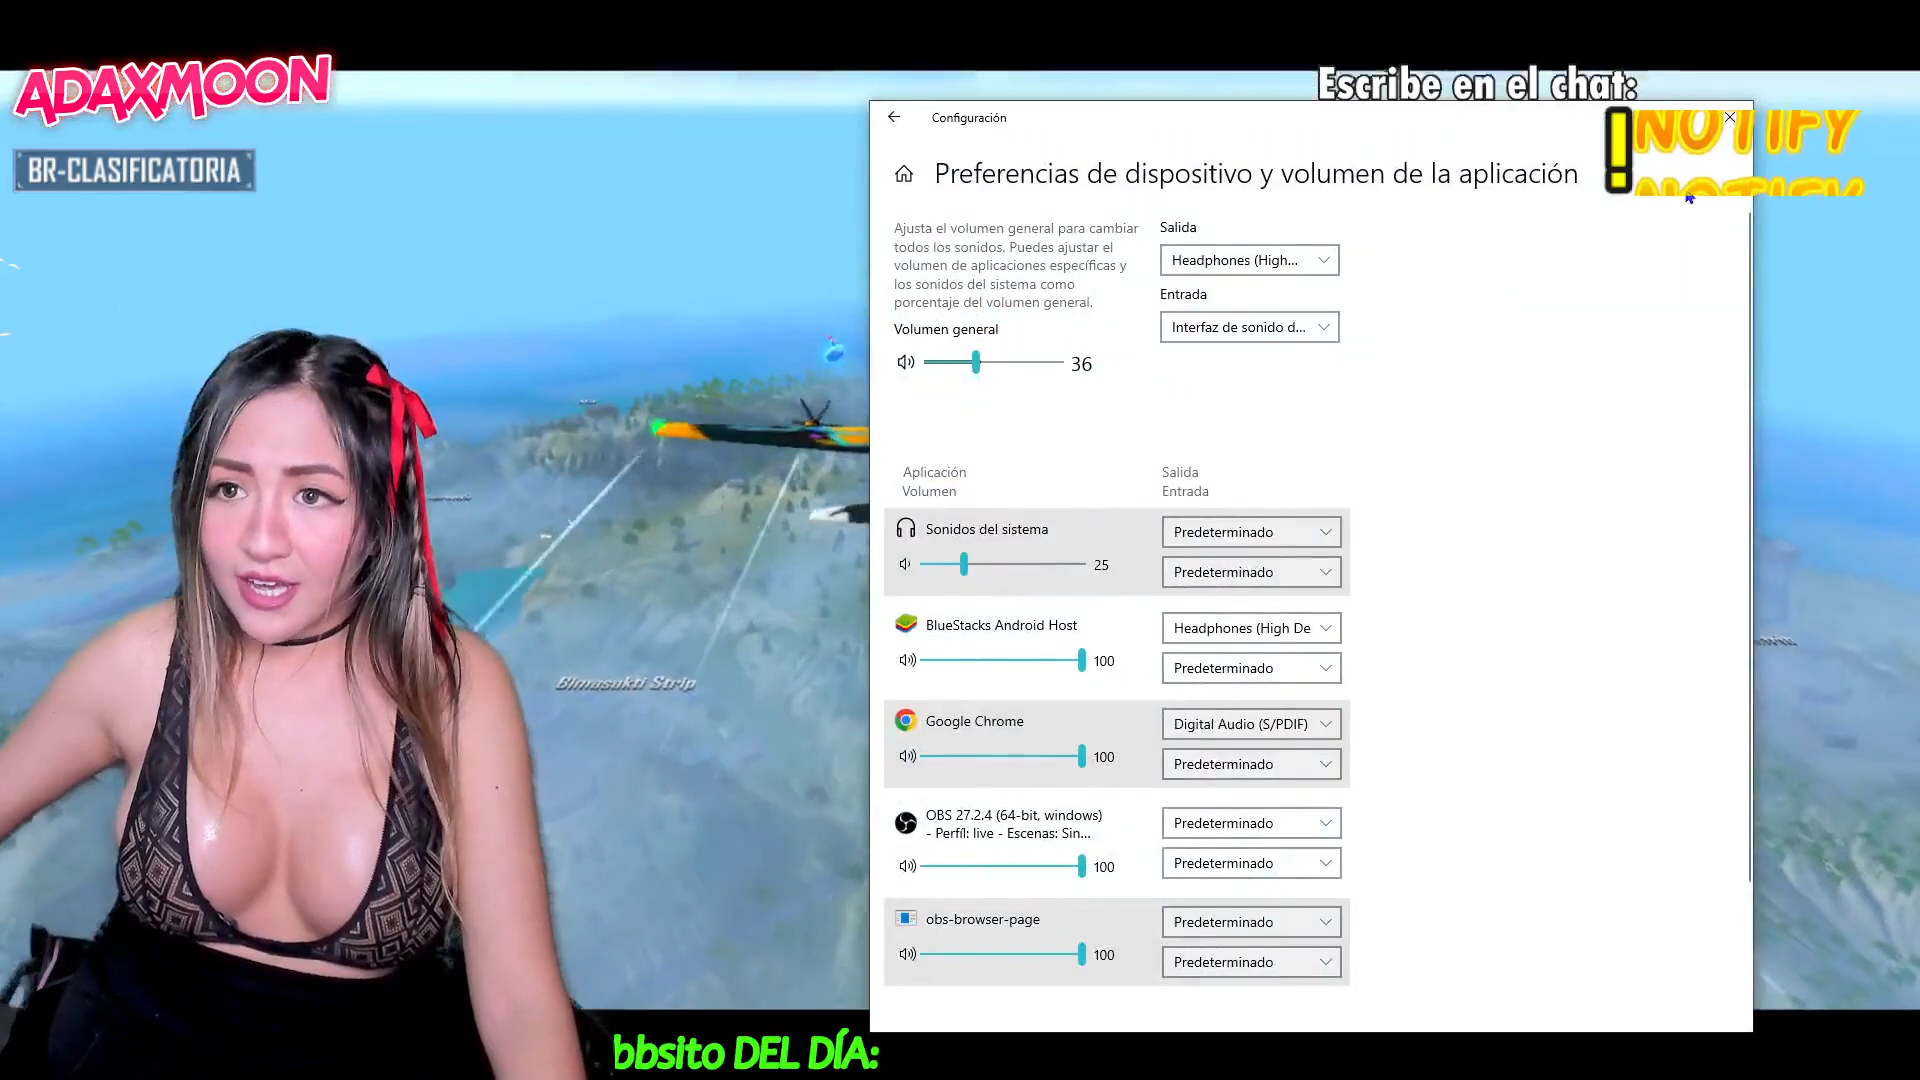 ADAXMOON
BR-CLASIFICATORIA
Escribe en el chat:
!NOTIFY
NOTIFY
Configuración
Preferencias de dispositivo y volumen de la aplicación
Ajusta el volumen general para cambiar
todos los sonidos. Puedes ajustar el
volumen de aplicaciones específicas y
los sonidos del sistema como
porcentaje del volumen general.
Volumen general
36
Salida
Headphones (High...
Entrada
Interfaz de sonido d...
Aplicación
Volumen
Salida
Entrada
Sonidos del sistema
25
Predeterminado
Predeterminado
BlueStacks Android Host
100
Headphones (High De
Predeterminado
Google Chrome
100
Digital Audio (S/PDIF)
Predeterminado
OBS 27.2.4 (64-bit, windows)
- Perfil: live - Escenas: Sin...
100
Predeterminado
Predeterminado
obs-browser-page
100
Predeterminado
Predeterminado
Bimasakti Strip
bbsito DEL DÍA: